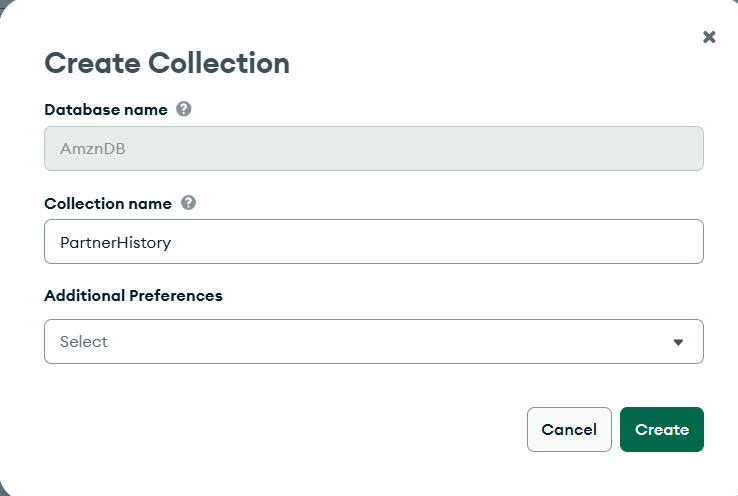 Create Collection
Database name
AmznDB
Collection name
PartnerHistory
Additional Preferences
Select
Cancel
Create